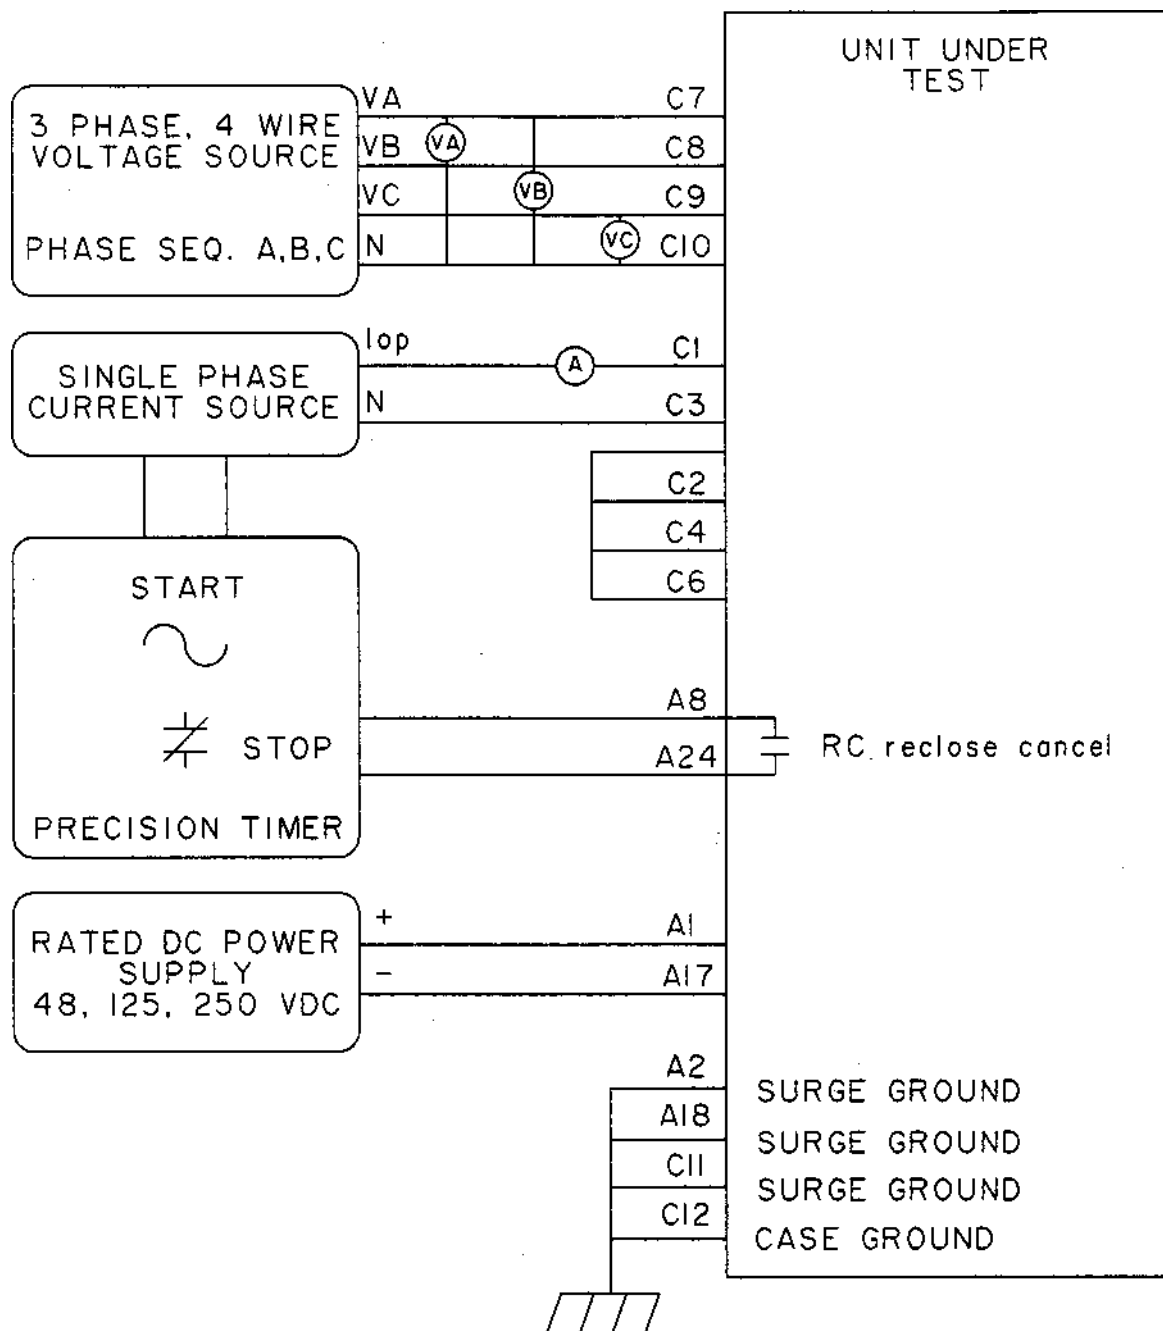 UNIT UNDER
TEST
3 PHASE, 4 WIRE
VOLTAGE SOURCE
PHASE SEQ. A,B,C
VA
VB
VC
N
VA
VB
VC
C7
C8
C9
C10
SINGLE PHASE
CURRENT SOURCE
Iop
N
A
C1
C3
C2
C4
C6
START
STOP
PRECISION TIMER
A8
A24
RC reclose cancel
RATED DC POWER
SUPPLY
48, 125, 250 VDC
+
-
A1
A17
A2
A18
C11
C12
SURGE GROUND
SURGE GROUND
SURGE GROUND
CASE GROUND